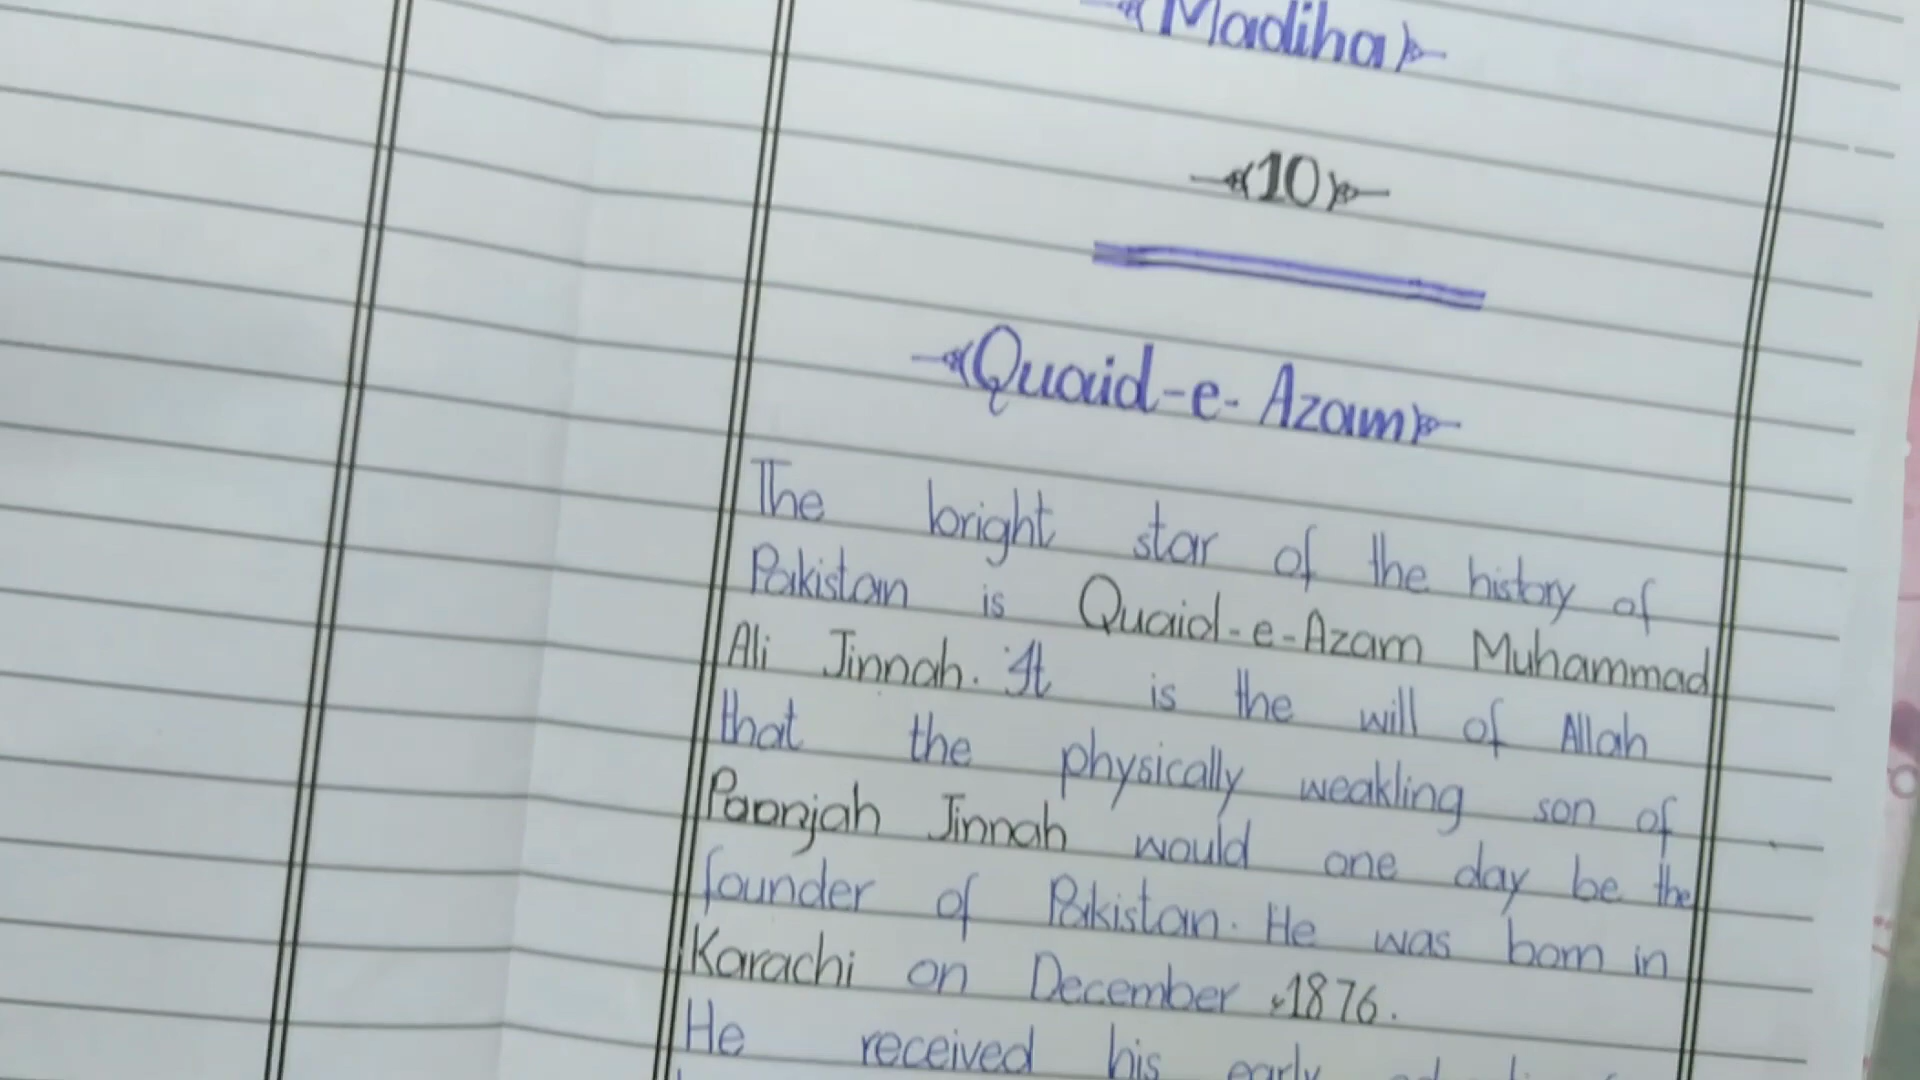 Madiha
10
Quaid-e-Azam
The bright star of the history of
Pakistan is Quaid-e-Azam Muhammad
Ali Jinnah. It is the will of Allah
that the physically weakling son of
Poonjah Jinnah would one day be the
founder of Pakistan. He was born in
Karachi on December 1876.
He received his early